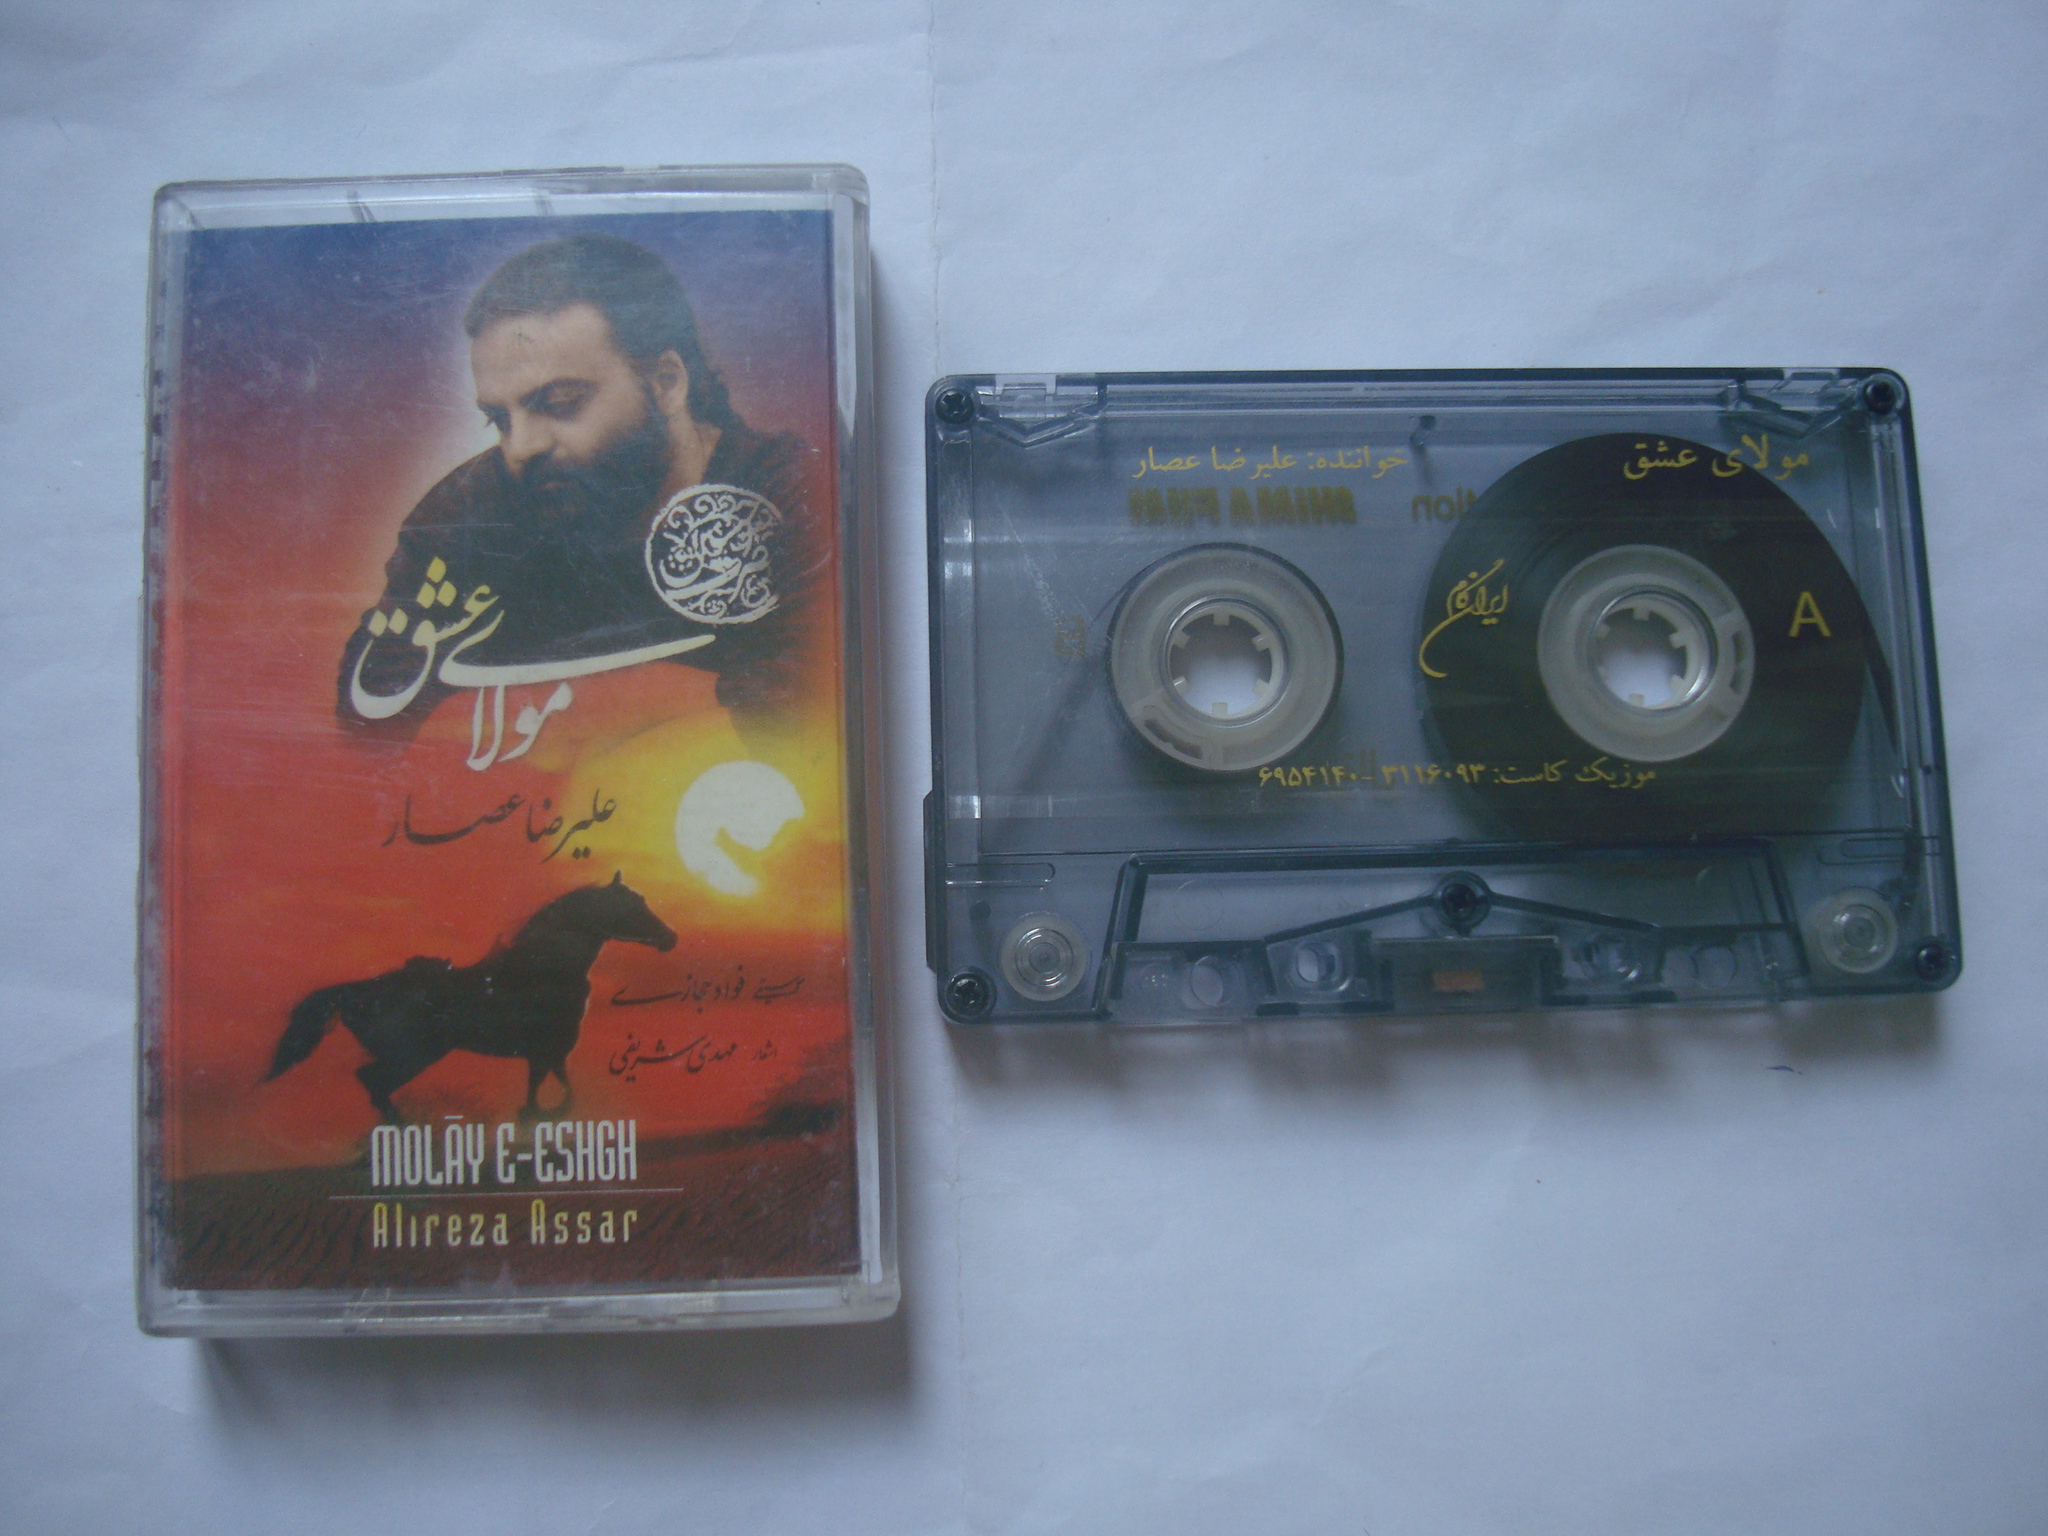 مولای عشق
علیرضا عصار
موسیقی فواد حجازی
اشعار مهدی شریفی
MOLĀY E-ESHGH
Alireza Assar
مولای عشق
خواننده: علیرضا عصار
ایران گام
A
موزیک کاست: ۳۱۱۶۰۹۳ - ۶۹۵۴۱۴۰